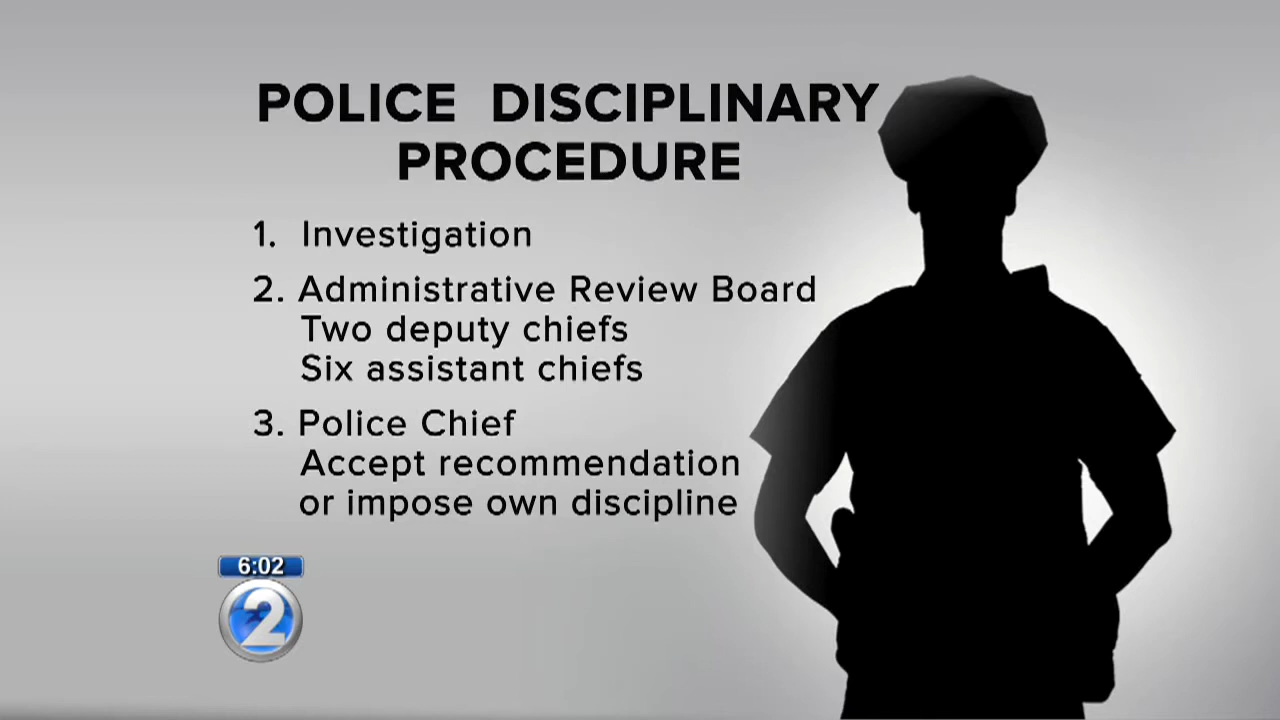 POLICE DISCIPLINARY
PROCEDURE
1. Investigation
2. Administrative Review Board
Two deputy chiefs
Six assistant chiefs
3. Police Chief
Accept recommendation
or impose own discipline
6:02
2